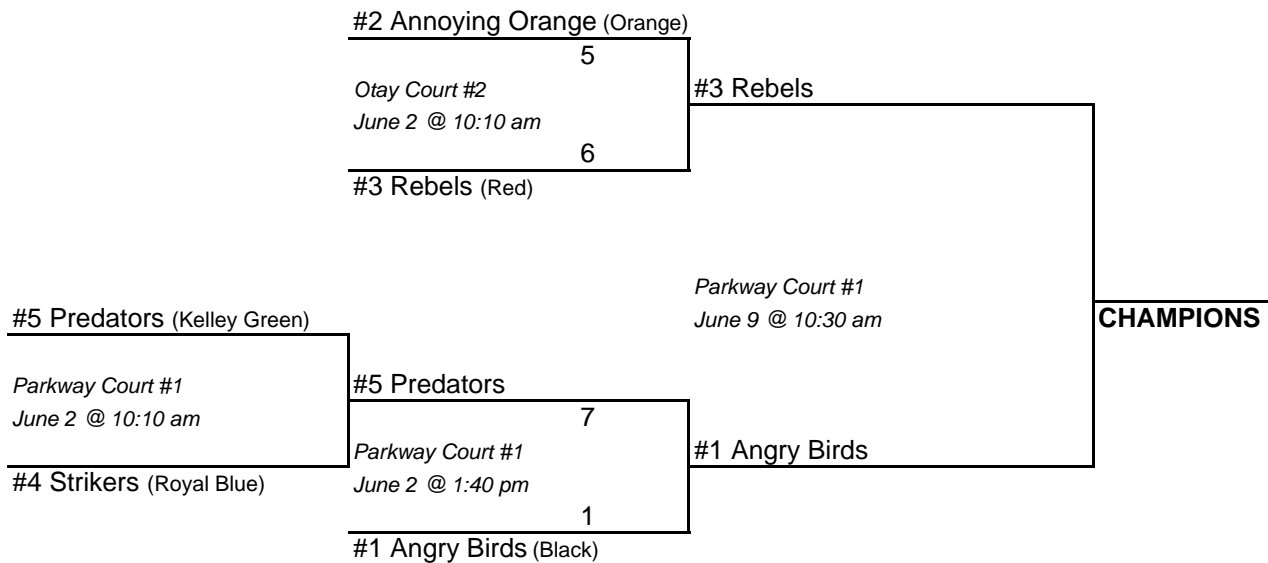 #2 Annoying Orange (Orange)
5
Otay Court #2
June 2 @ 10:10 am
#3 Rebels
6
#3 Rebels (Red)
Parkway Court #1
June 9 @ 10:30 am
CHAMPIONS
#5 Predators (Kelley Green)
Parkway Court #1
June 2 @ 10:10 am
#4 Strikers (Royal Blue)
#5 Predators
7
Parkway Court #1
June 2 @ 1:40 pm
#1 Angry Birds
1
#1 Angry Birds (Black)